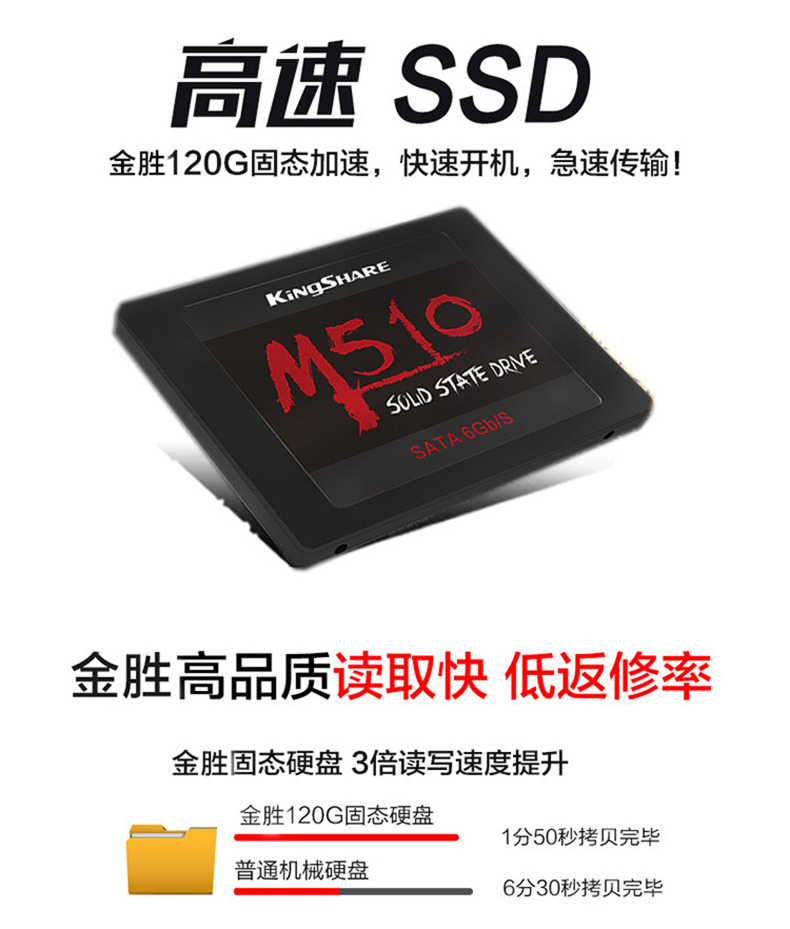 高速 SSD
金胜120G固态加速，快速开机，急速传输！
KingSHARE
M510
SOLID STATE DRIVE
SATA 6Gb/S
金胜高品质读取快 低返修率
金胜固态硬盘 3倍读写速度提升
金胜120G固态硬盘
1分50秒拷贝完毕
普通机械硬盘
6分30秒拷贝完毕